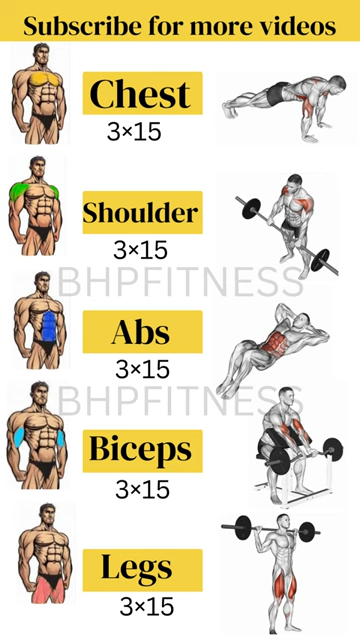 Subscribe for more videos
Chest
3×15
Shoulder
3×15
BHPFITNESS
Abs
3×15
BHPFITNESS
Biceps
3×15
Legs
3×15